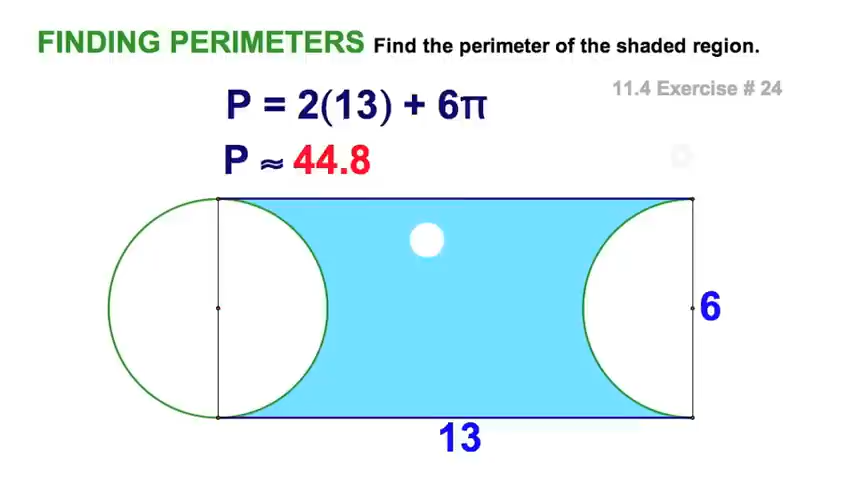 FINDING PERIMETERS Find the perimeter of the shaded region.
11.4 Exercise # 24
P = 2(13) + 6π
P ≈ 44.8
6
13